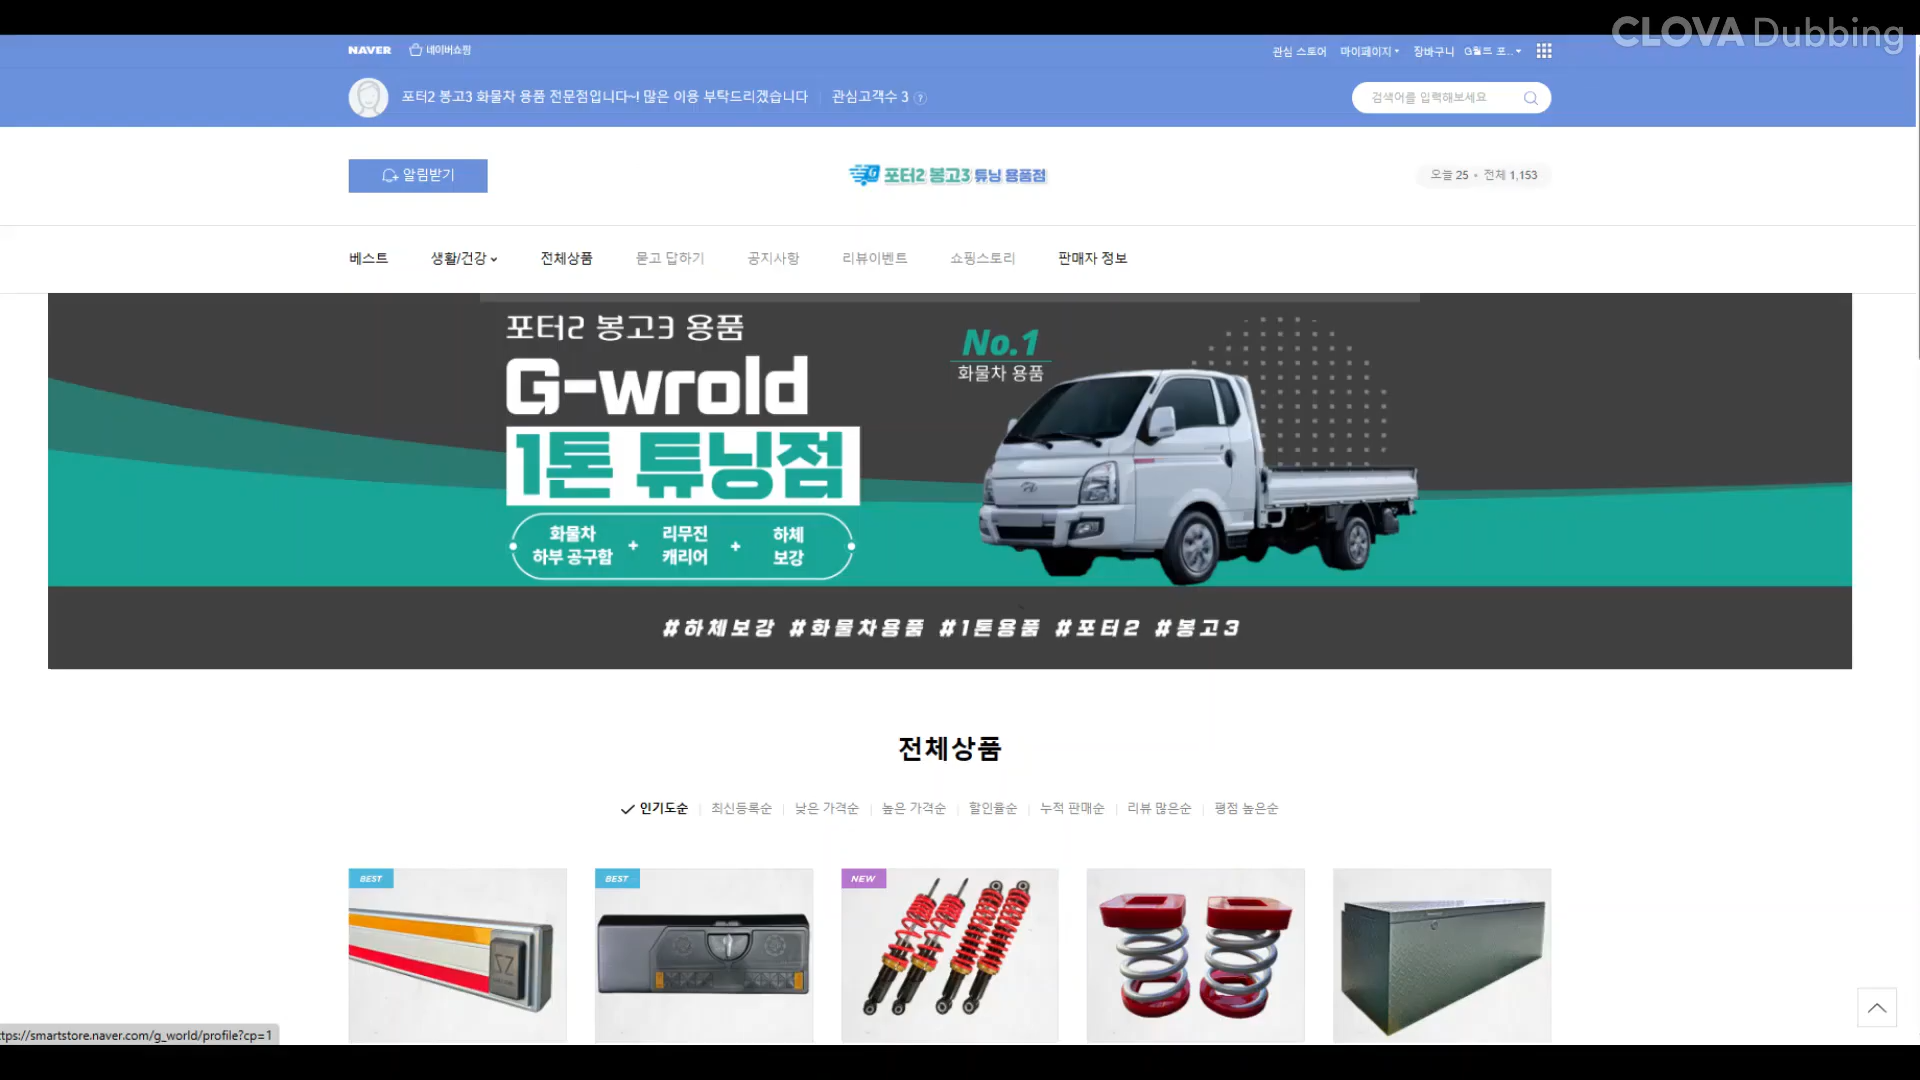 CLOVA Dubbing
NAVER 네이버쇼핑 관심 스토어 마이페이지 장바구니 G월드 포...
포터2 봉고3 화물차 용품 전문점입니다~! 많은 이용 부탁드리겠습니다 관심고객수 3 ?
검색어를 입력해보세요
알림받기
포터2 봉고3 튜닝 용품점
오늘 25 • 전체 1,153
베스트 생활/건강 전체상품 묻고 답하기 공지사항 리뷰이벤트 쇼핑스토리 판매자 정보
포터2 봉고3 용품
G-wrold
1톤 튜닝점
화물차
하부 공구함
+
리무진
캐리어
+
하체
보강
No.1
화물차 용품
#하체보강 #화물차용품 #1톤용품 #포터2 #봉고3
전체상품
인기도순 최신등록순 낮은 가격순 높은 가격순 할인율순 누적 판매순 리뷰 많은순 평점 높은순
BEST BEST NEW
ttps://smartstore.naver.com/g_world/profile?cp=1